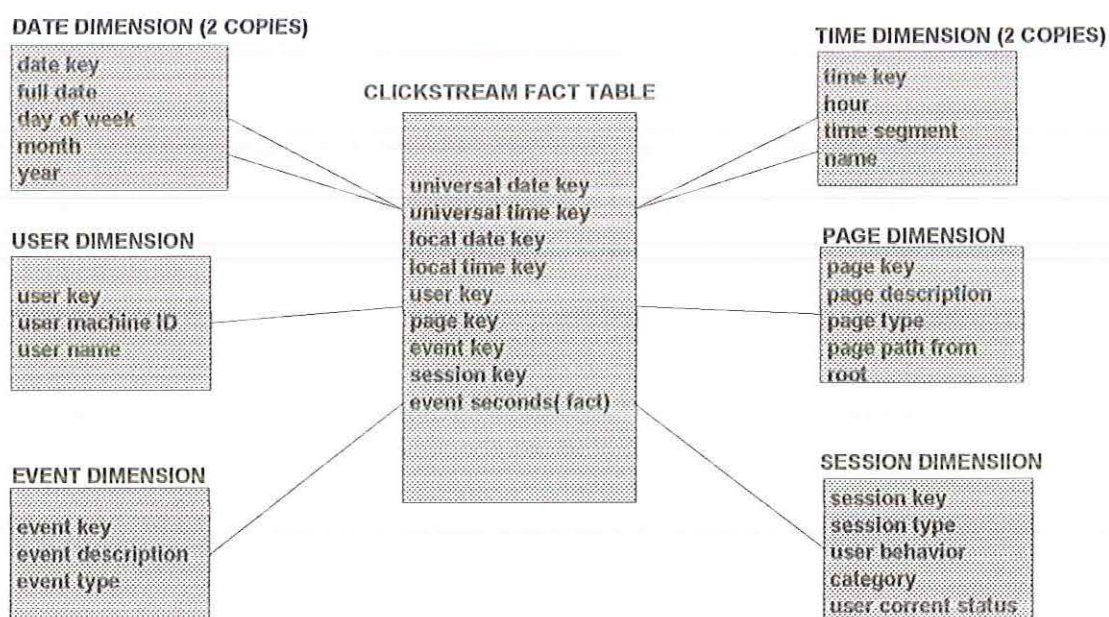 DATE DIMENSION (2 COPIES)
date key
full date
day of week
month
year
USER DIMENSION
user key
user machine ID
user name
EVENT DIMENSION
event key
event description
event type
CLICKSTREAM FACT TABLE
universal date key
universal time key
local date key
local time key
user key
page key
event key
session key
event seconds( fact)
TIME DIMENSION (2 COPIES)
time key
hour
time segment
name
PAGE DIMENSION
page key
page description
page type
page path from
root
SESSION DIMENSIION
session key
session type
user behavior
category
user corrent status